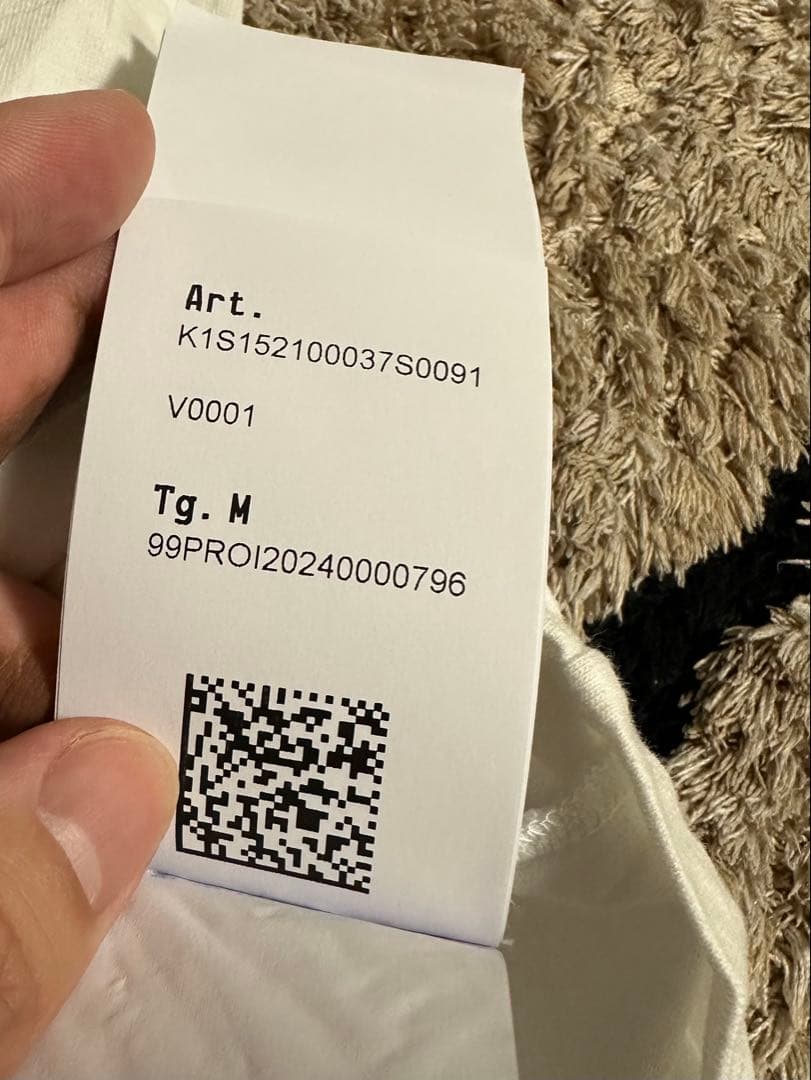 Art.
K1S152100037S0091
V0001
Tg. M
99PROI20240000796